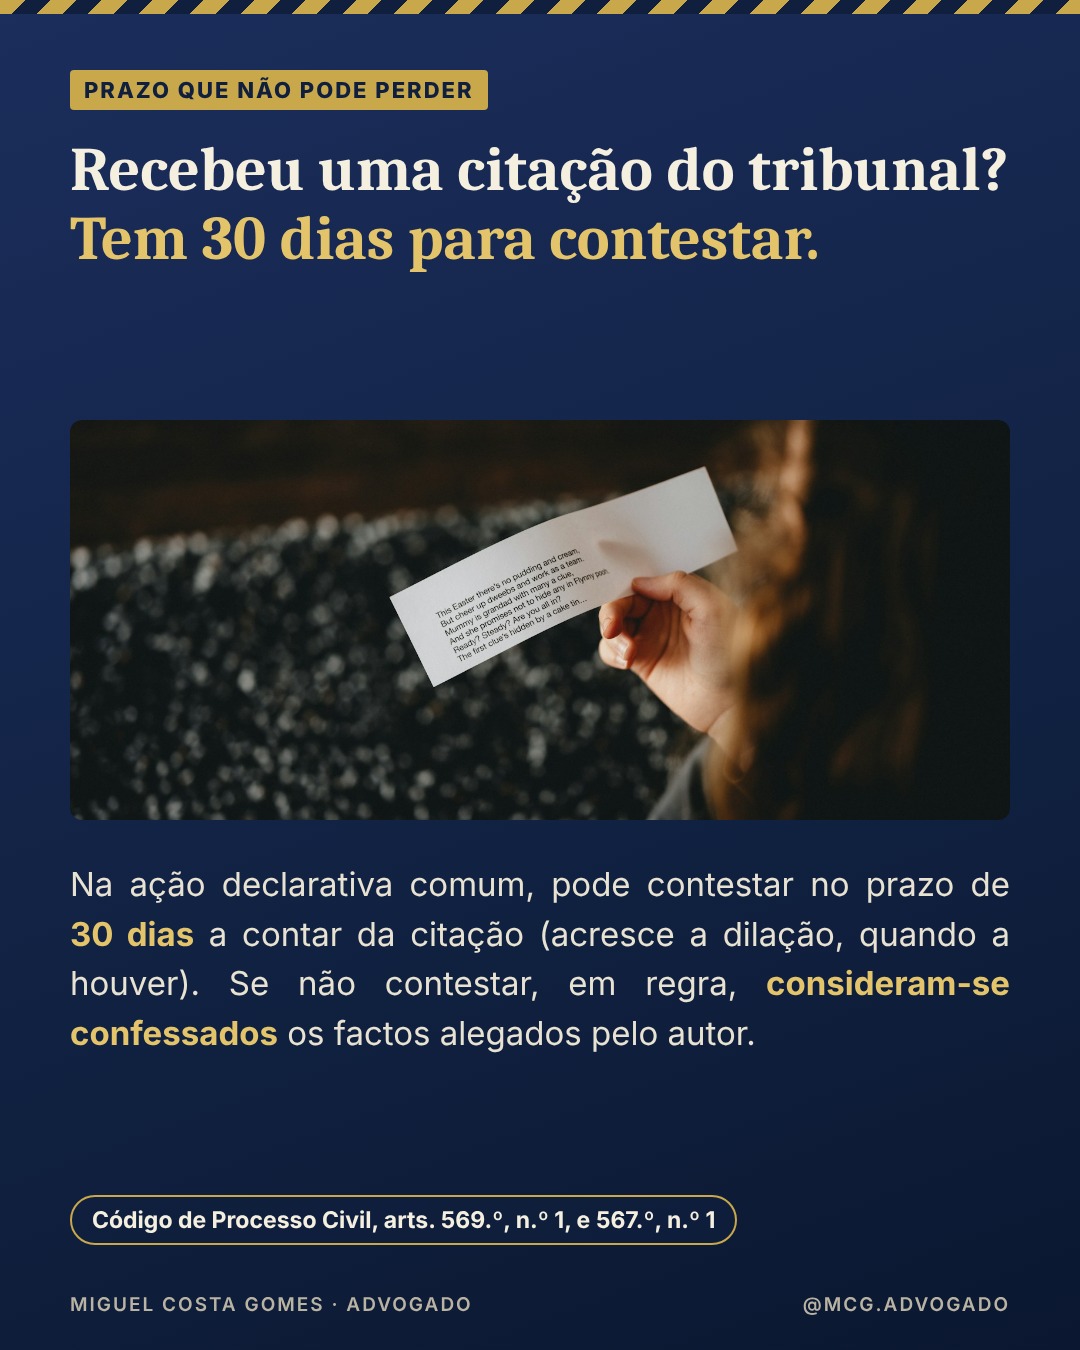 PRAZO QUE NÃO PODE PERDER
Recebeu uma citação do tribunal?
Tem 30 dias para contestar.
This Easter there's no pudding and cream,
But cheer up dweebs and work as a team.
Mummy is grandad with many a clue,
And she promises not to hide any in Flynny pooh.
Ready? Steady? Are you all in?
The first clue's hidden by a cake tin...
Na ação declarativa comum, pode contestar no prazo de
30 dias a contar da citação (acresce a dilação, quando a
houver). Se não contestar, em regra, consideram-se
confessados os factos alegados pelo autor.
Código de Processo Civil, arts. 569.º, n.º 1, e 567.º, n.º 1
MIGUEL COSTA GOMES · ADVOGADO
@MCG.ADVOGADO